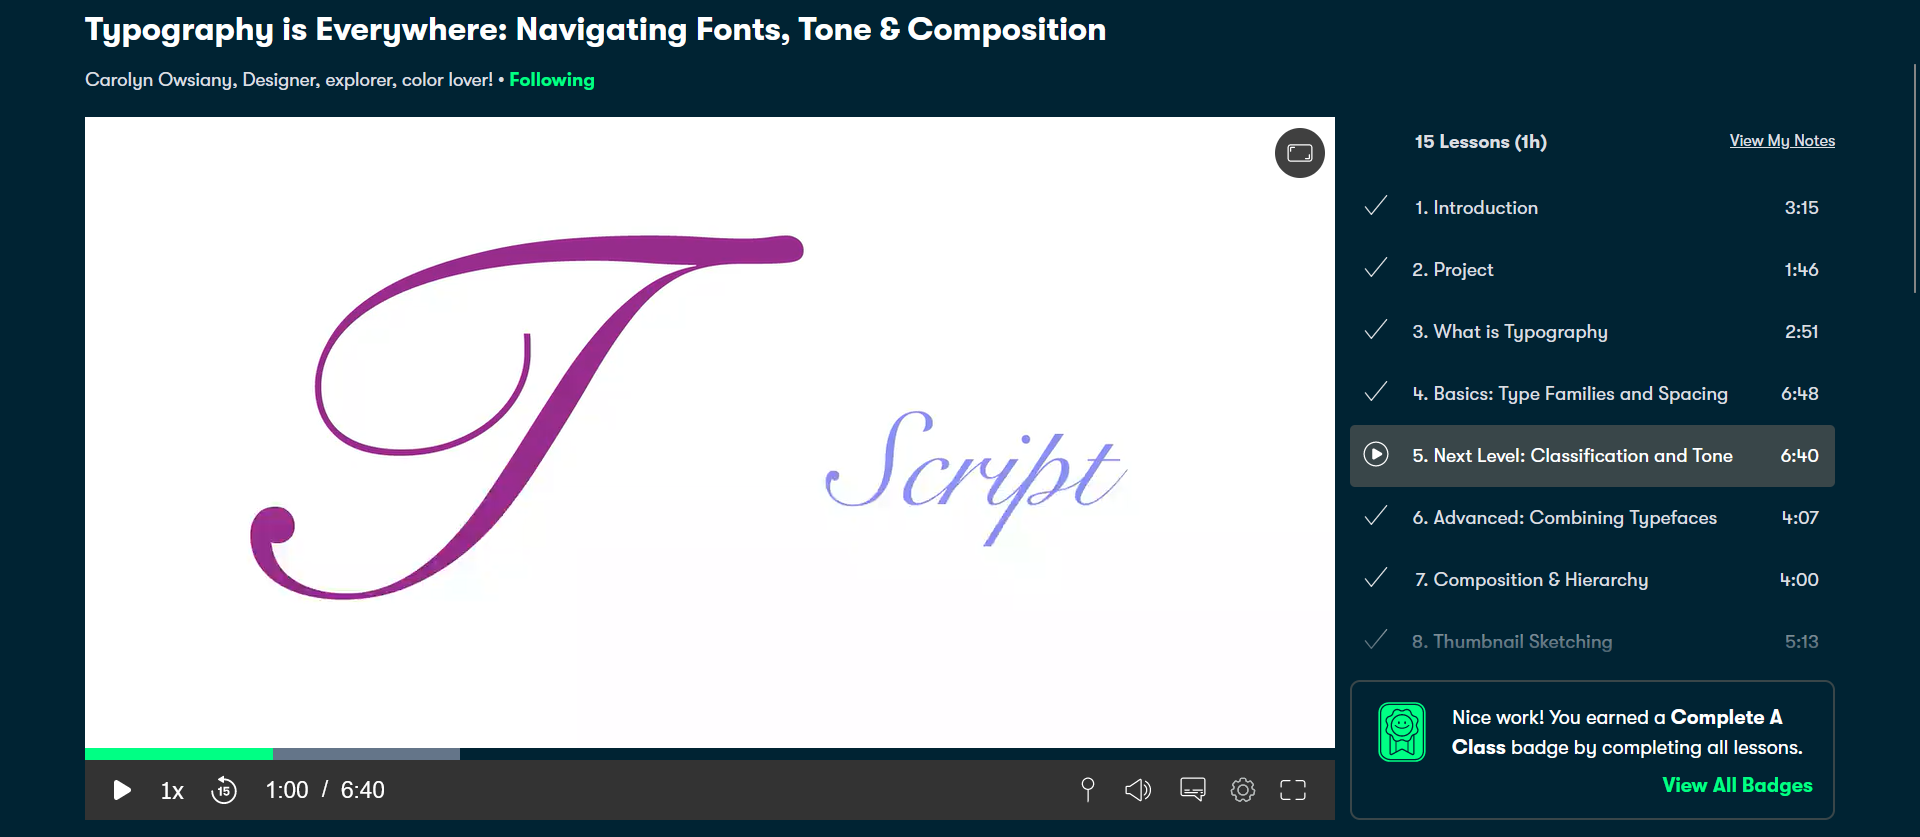 Typography is Everywhere: Navigating Fonts, Tone & Composition
Carolyn Owsiany, Designer, explorer, color lover! • Following
T
Script
1x
15
1:00 / 6:40
15 Lessons (1h)
View My Notes
1. Introduction 3:15
2. Project 1:46
3. What is Typography 2:51
4. Basics: Type Families and Spacing 6:48
5. Next Level: Classification and Tone 6:40
6. Advanced: Combining Typefaces 4:07
7. Composition & Hierarchy 4:00
8. Thumbnail Sketching 5:13
Nice work! You earned a Complete A
Class badge by completing all lessons.
View All Badges